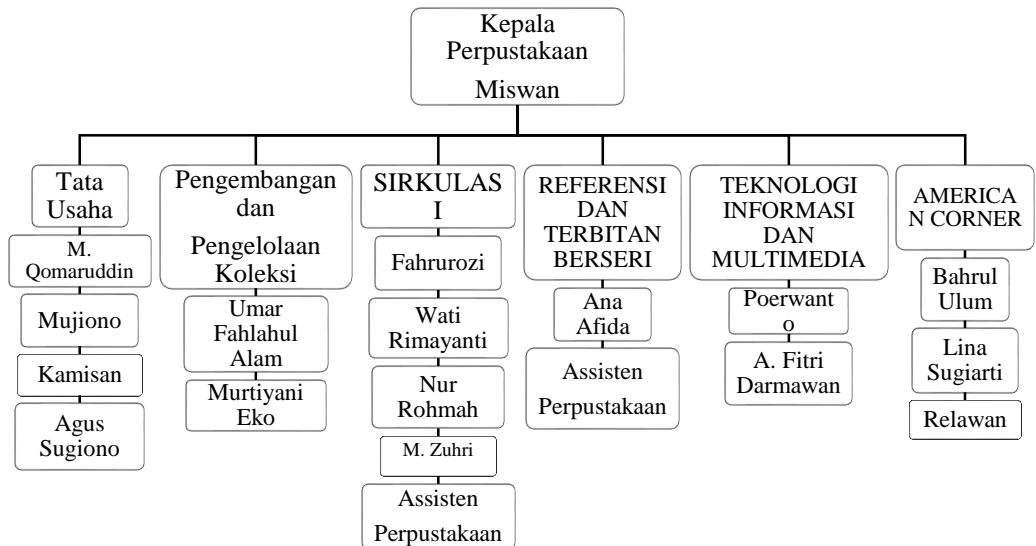 Kepala
Perpustakaan
Miswan
Tata
Usaha
M.
Qomaruddin
Mujiono
Kamisan
Agus
Sugiono
Pengembangan
dan
Pengelolaan
Koleksi
Umar
Fahlahul
Alam
Murtiyani
Eko
SIRKULAS
I
Fahrurozi
Wati
Rimayanti
Nur
Rohmah
M. Zuhri
Assisten
Perpustakaan
REFERENSI
DAN
TERBITAN
BERSERI
Ana
Afida
Assisten
Perpustakaan
TEKNOLOGI
INFORMASI
DAN
MULTIMEDIA
Poerwant
o
A. Fitri
Darmawan
AMERICA
N CORNER
Bahrul
Ulum
Lina
Sugiarti
Relawan